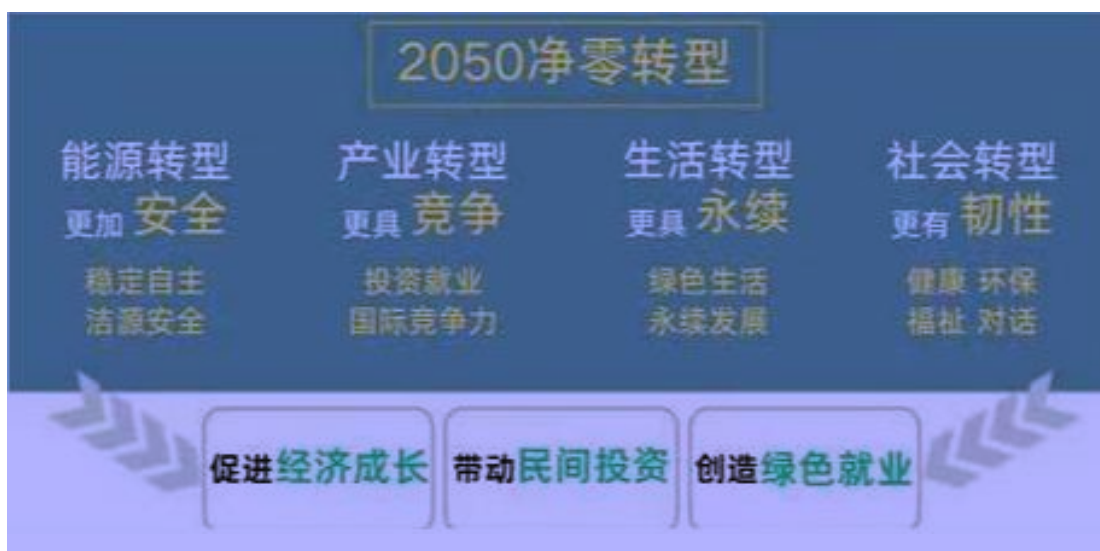 2050净零转型
能源转型
更加 安全
稳定自主
洁源安全
产业转型
更具 竞争
投资就业
国际竞争力
生活转型
更具 永续
绿色生活
永续发展
社会转型
更有 韧性
健康 环保
福祉 对话
促进经济成长
带动民间投资
创造绿色就业